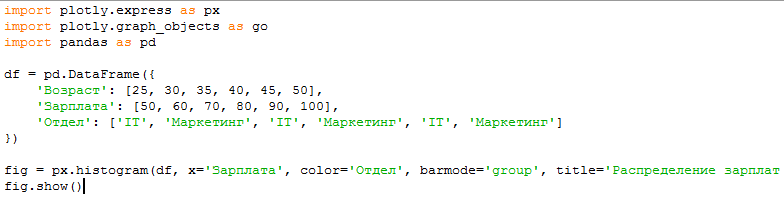 import plotly.express as px
import plotly.graph_objects as go
import pandas as pd
df = pd.DataFrame({
    'Возраст': [25, 30, 35, 40, 45, 50],
    'Зарплата': [50, 60, 70, 80, 90, 100],
    'Отдел': ['IT', 'Маркетинг', 'IT', 'Маркетинг', 'IT', 'Маркетинг']
})
fig = px.histogram(df, x='Зарплата', color='Отдел', barmode='group', title='Распределение зарплат
fig.show()